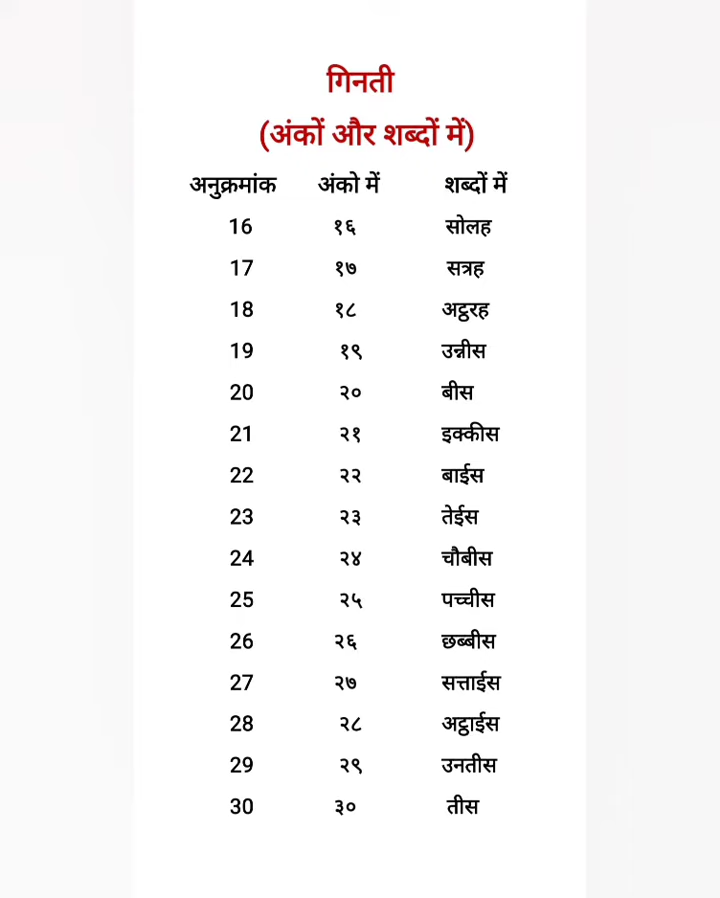 गिनती
(अंकों और शब्दों में)
अनुक्रमांक अंको में शब्दों में
16 १६ सोलह
17 १७ सत्रह
18 १८ अट्ठरह
19 १९ उन्नीस
20 २० बीस
21 २१ इक्कीस
22 २२ बाईस
23 २३ तेईस
24 २४ चौबीस
25 २५ पच्चीस
26 २६ छब्बीस
27 २७ सत्ताईस
28 २८ अट्ठाईस
29 २९ उनतीस
30 ३० तीस